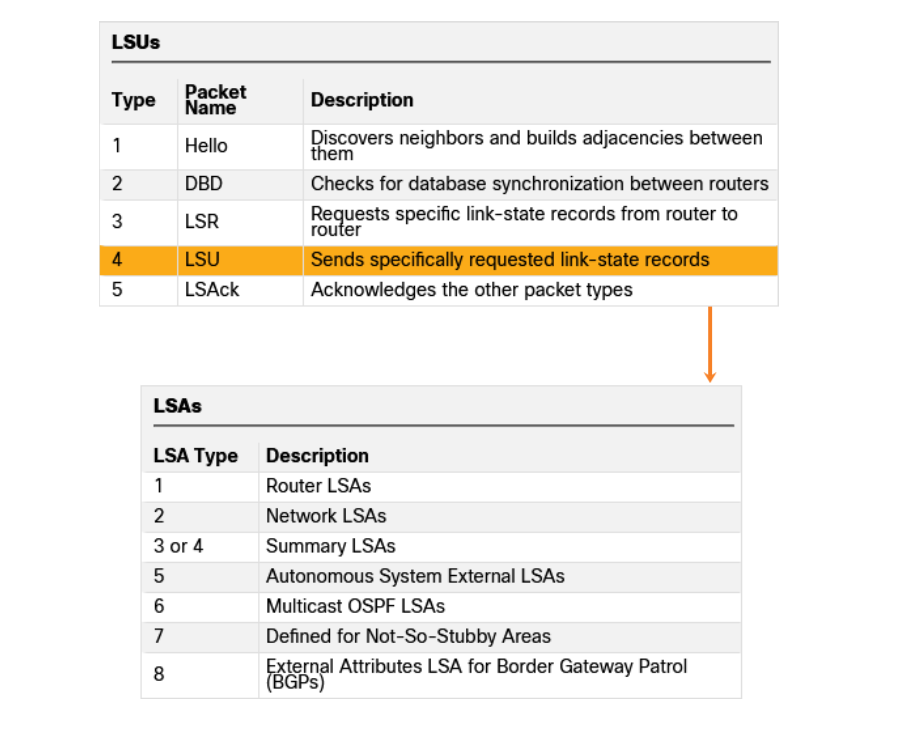 LSUs
Type Packet Name Description
1 Hello Discovers neighbors and builds adjacencies between them
2 DBD Checks for database synchronization between routers
3 LSR Requests specific link-state records from router to router
4 LSU Sends specifically requested link-state records
5 LSAck Acknowledges the other packet types
LSAs
LSA Type Description
1 Router LSAs
2 Network LSAs
3 or 4 Summary LSAs
5 Autonomous System External LSAs
6 Multicast OSPF LSAs
7 Defined for Not-So-Stubby Areas
8 External Attributes LSA for Border Gateway Patrol (BGPs)